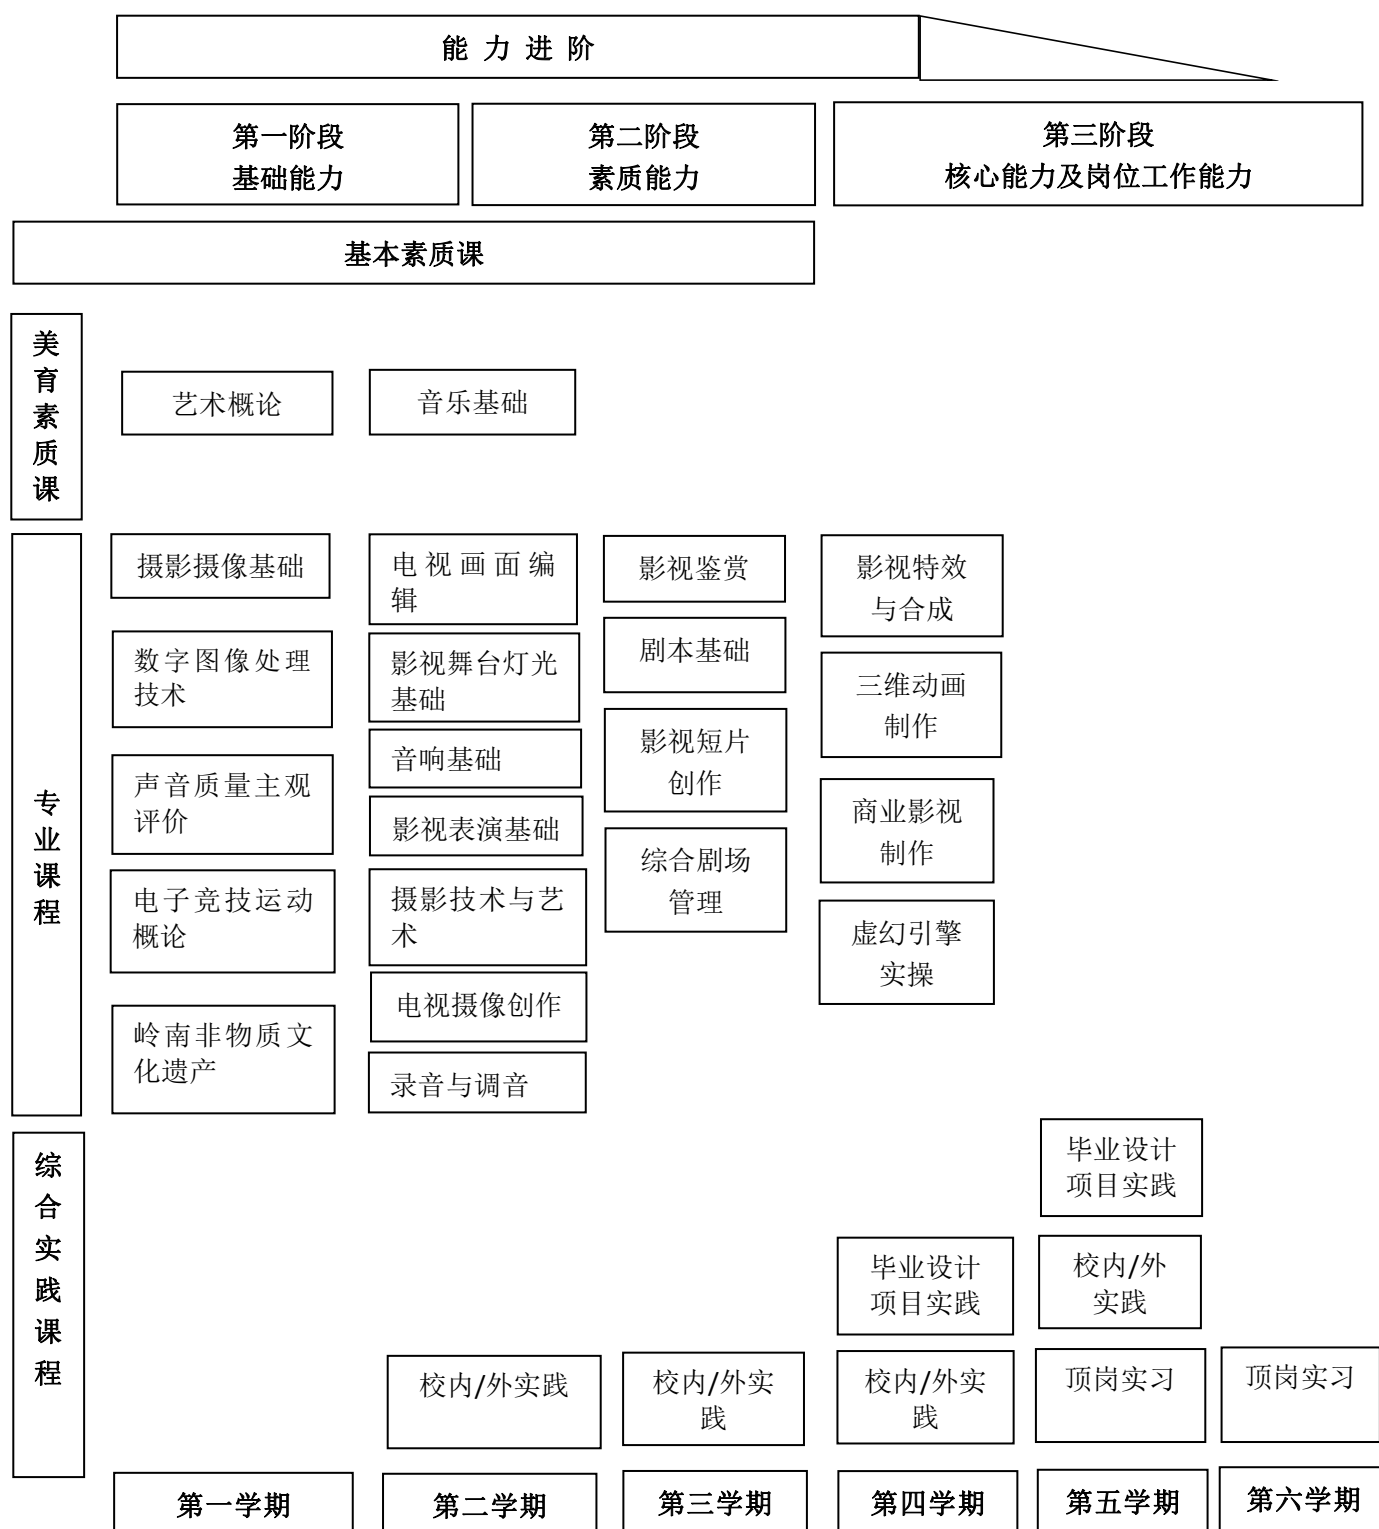 能 力 进 阶
第一阶段
基础能力
第二阶段
素质能力
第三阶段
核心能力及岗位工作能力
基本素质课
美
育
素
质
课
艺术概论
音乐基础
专
业
课
程
摄影摄像基础
数字图像处理
技术
声音质量主观
评价
电子竞技运动
概论
岭南非物质文
化遗产
电视画面编
辑
影视舞台灯光
基础
音响基础
影视表演基础
摄影技术与艺
术
电视摄像创作
录音与调音
影视鉴赏
剧本基础
影视短片
创作
综合剧场
管理
影视特效
与合成
三维动画
制作
商业影视
制作
虚幻引擎
实操
综
合
实
践
课
程
校内/外实践
校内/外实
践
毕业设计
项目实践
校内/外实
践
毕业设计
项目实践
校内/外
实践
顶岗实习
顶岗实习
第一学期
第二学期
第三学期
第四学期
第五学期
第六学期